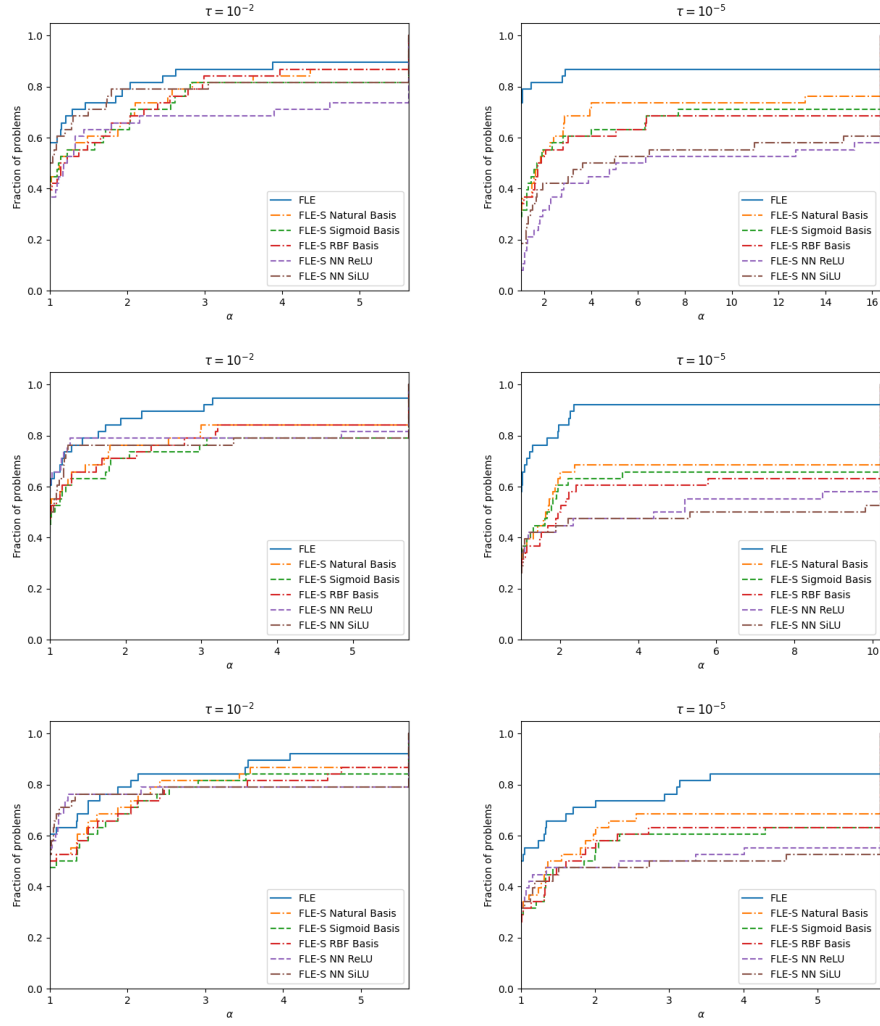 τ = 10⁻²
Fraction of problems
1.0
0.8
0.6
0.4
0.2
0.0
FLE
FLE-S Natural Basis
FLE-S Sigmoid Basis
FLE-S RBF Basis
FLE-S NN ReLU
FLE-S NN SiLU
1 2 3 4 5
α
τ = 10⁻⁵
Fraction of problems
1.0
0.8
0.6
0.4
0.2
0.0
FLE
FLE-S Natural Basis
FLE-S Sigmoid Basis
FLE-S RBF Basis
FLE-S NN ReLU
FLE-S NN SiLU
2 4 6 8 10 12 14 16
α
τ = 10⁻²
Fraction of problems
1.0
0.8
0.6
0.4
0.2
0.0
FLE
FLE-S Natural Basis
FLE-S Sigmoid Basis
FLE-S RBF Basis
FLE-S NN ReLU
FLE-S NN SiLU
1 2 3 4 5
α
τ = 10⁻⁵
Fraction of problems
1.0
0.8
0.6
0.4
0.2
0.0
FLE
FLE-S Natural Basis
FLE-S Sigmoid Basis
FLE-S RBF Basis
FLE-S NN ReLU
FLE-S NN SiLU
2 4 6 8 10
α
τ = 10⁻²
Fraction of problems
1.0
0.8
0.6
0.4
0.2
0.0
FLE
FLE-S Natural Basis
FLE-S Sigmoid Basis
FLE-S RBF Basis
FLE-S NN ReLU
FLE-S NN SiLU
1 2 3 4 5
α
τ = 10⁻⁵
Fraction of problems
1.0
0.8
0.6
0.4
0.2
0.0
FLE
FLE-S Natural Basis
FLE-S Sigmoid Basis
FLE-S RBF Basis
FLE-S NN ReLU
FLE-S NN SiLU
1 2 3 4 5
α